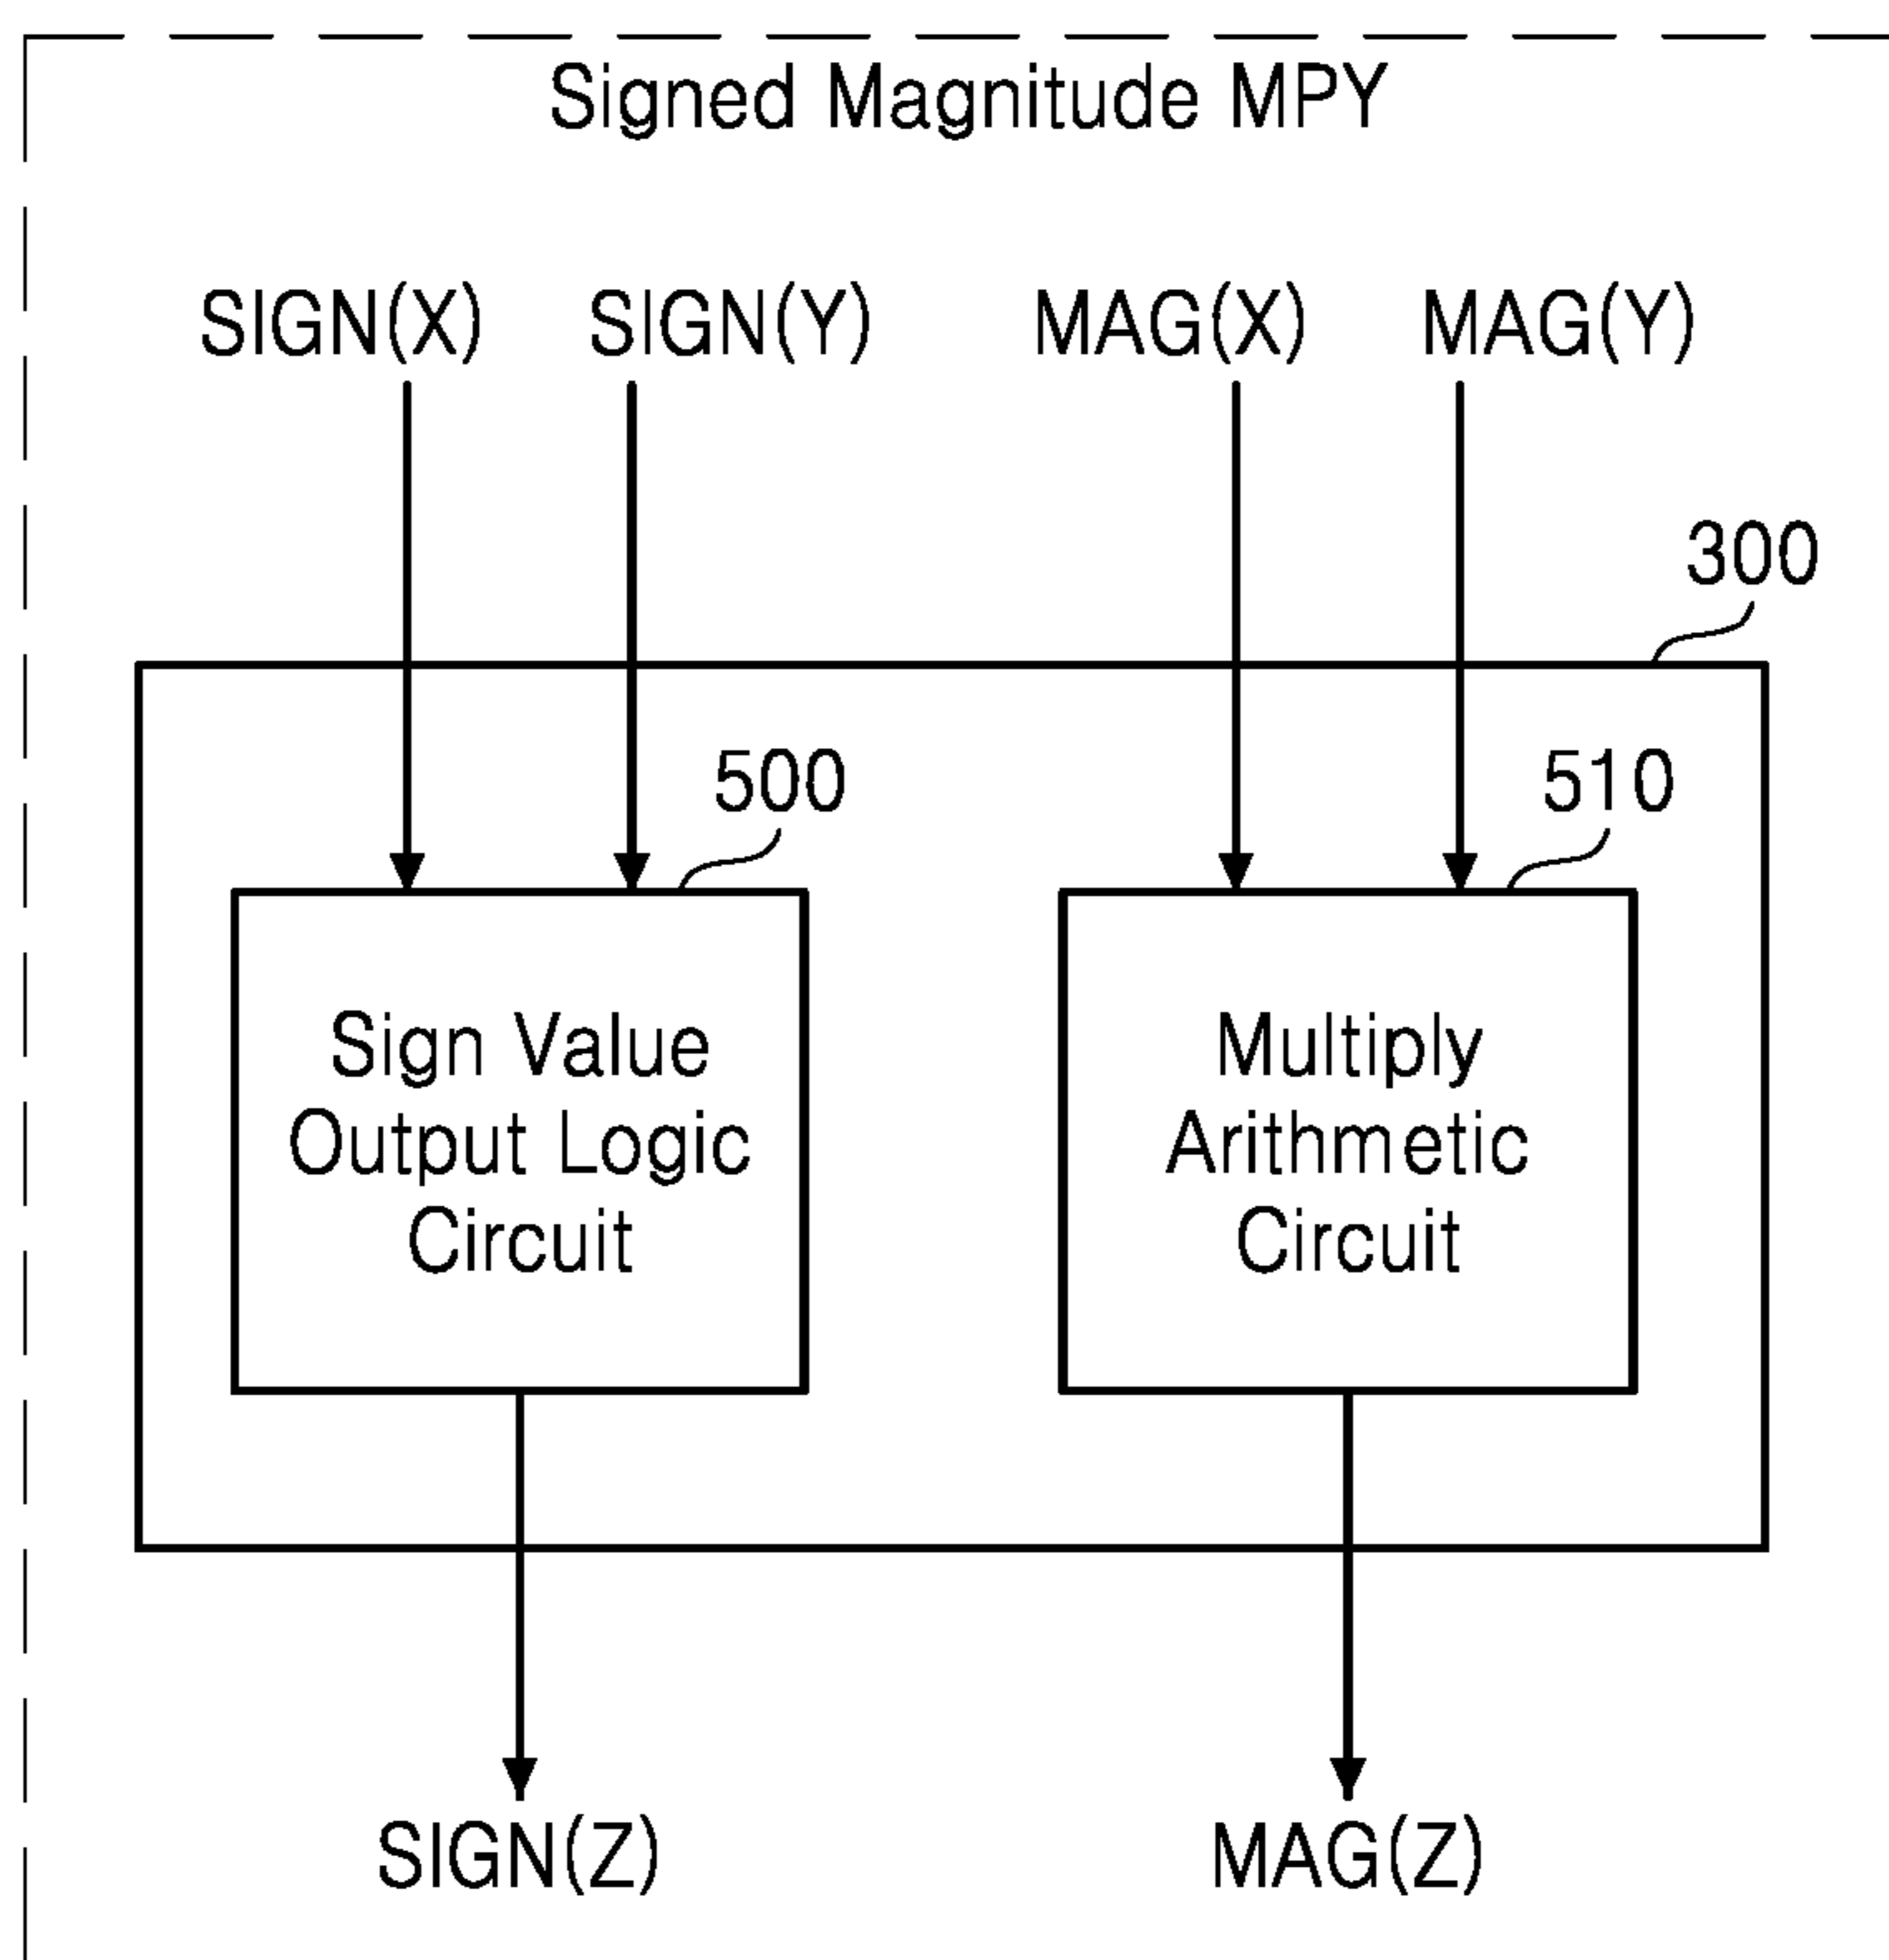 Signed Magnitude MPY
SIGN(X) SIGN(Y) MAG(X) MAG(Y)
300
500 510
Sign Value
Output Logic
Circuit
Multiply
Arithmetic
Circuit
SIGN(Z) MAG(Z)